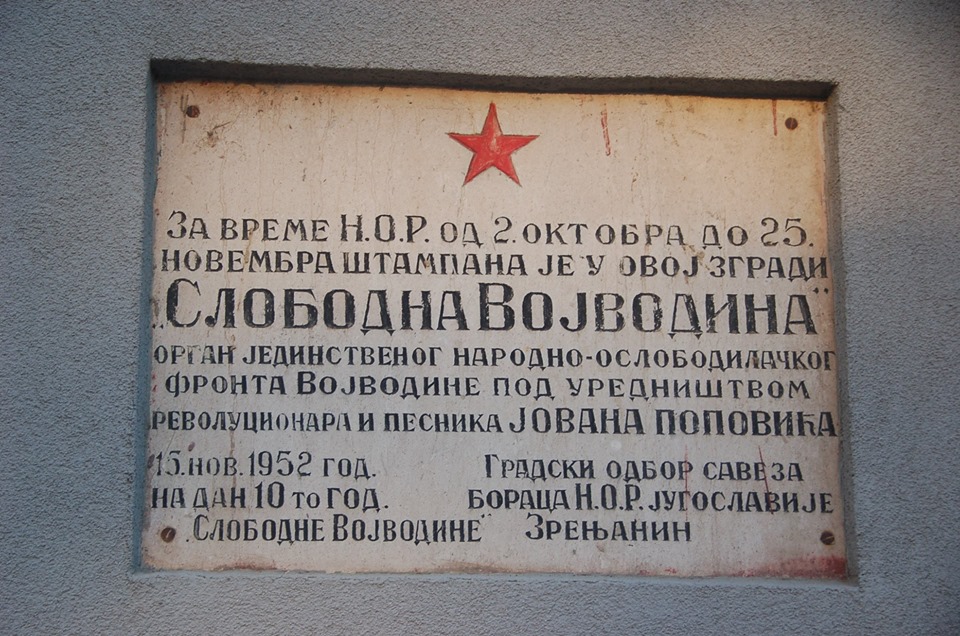 За време Н.О.Р. од 2. октобра до 25.
новембра штампана је у овој згради
„Слободна Војводина“
орган јединственог народно-ослободилачког
фронта Војводине под уредништвом
револуционара и песника Јована Поповића
15. нов. 1952 год.
на дан 10 то год.
„Слободне Војводине“
Градски одбор савеза
бораца Н.О.Р. југославије
Зрењанин